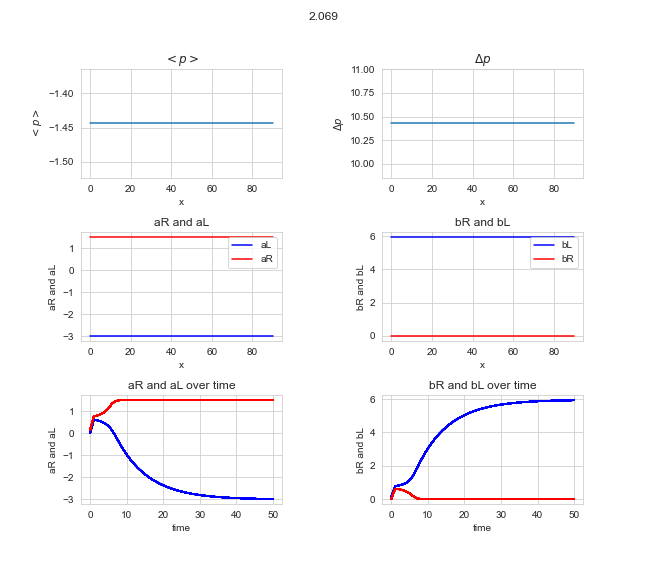 2.069
< p >
Δp
< p >
−1.40
−1.45
−1.50
0 20 40 60 80
x
Δp
11.00
10.75
10.50
10.25
10.00
0 20 40 60 80
x
aR and aL
bR and bL
aR and aL
1
0
−1
−2
−3
aL
aR
0 20 40 60 80
x
bR and bL
6
4
2
0
bL
bR
0 20 40 60 80
x
aR and aL over time
bR and bL over time
aR and aL
1
0
−1
−2
−3
0 10 20 30 40 50
time
bR and bL
6
4
2
0
0 10 20 30 40 50
time